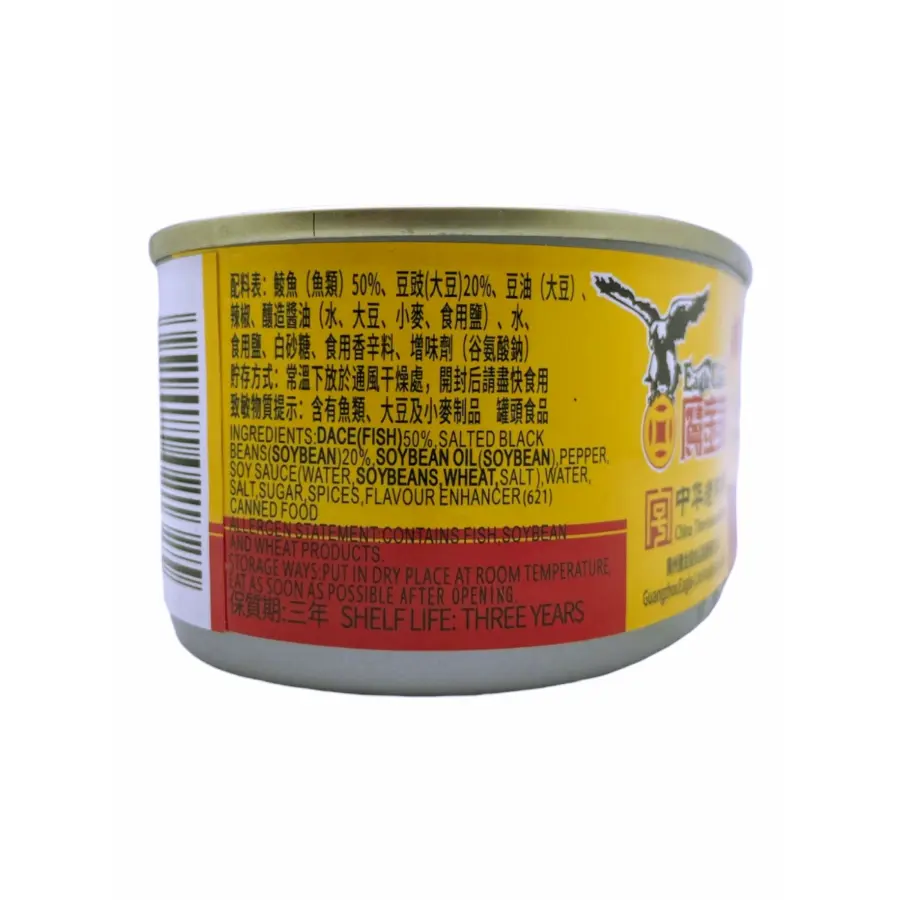 配料表：鯪魚（魚類）50%、豆豉(大豆)20%、豆油（大豆）、
辣椒、釀造醬油（水、大豆、小麥、食用鹽）、水、
食用鹽、白砂糖、食用香辛料、增味劑（谷氨酸鈉）
貯存方式：常溫下放於通風干燥處，開封后請盡快食用
致敏物質提示：含有魚類、大豆及小麥制品 罐頭食品
INGREDIENTS:DACE(FISH)50%,SALTED BLACK
BEANS(SOYBEAN)20%,SOYBEAN OIL(SOYBEAN),PEPPER,
SOY SAUCE(WATER,SOYBEANS,WHEAT,SALT),WATER,
SALT,SUGAR,SPICES,FLAVOUR ENHANCER(621)
CANNED FOOD
ALLERGEN STATEMENT:CONTAINS FISH,SOYBEAN
AND WHEAT PRODUCTS.
STORAGE WAYS:PUT IN DRY PLACE AT ROOM TEMPERATURE,
EAT AS SOON AS POSSIBLE AFTER OPENING.
保質期:三年 SHELF LIFE: THREE YEARS
鷹金
中华老
China